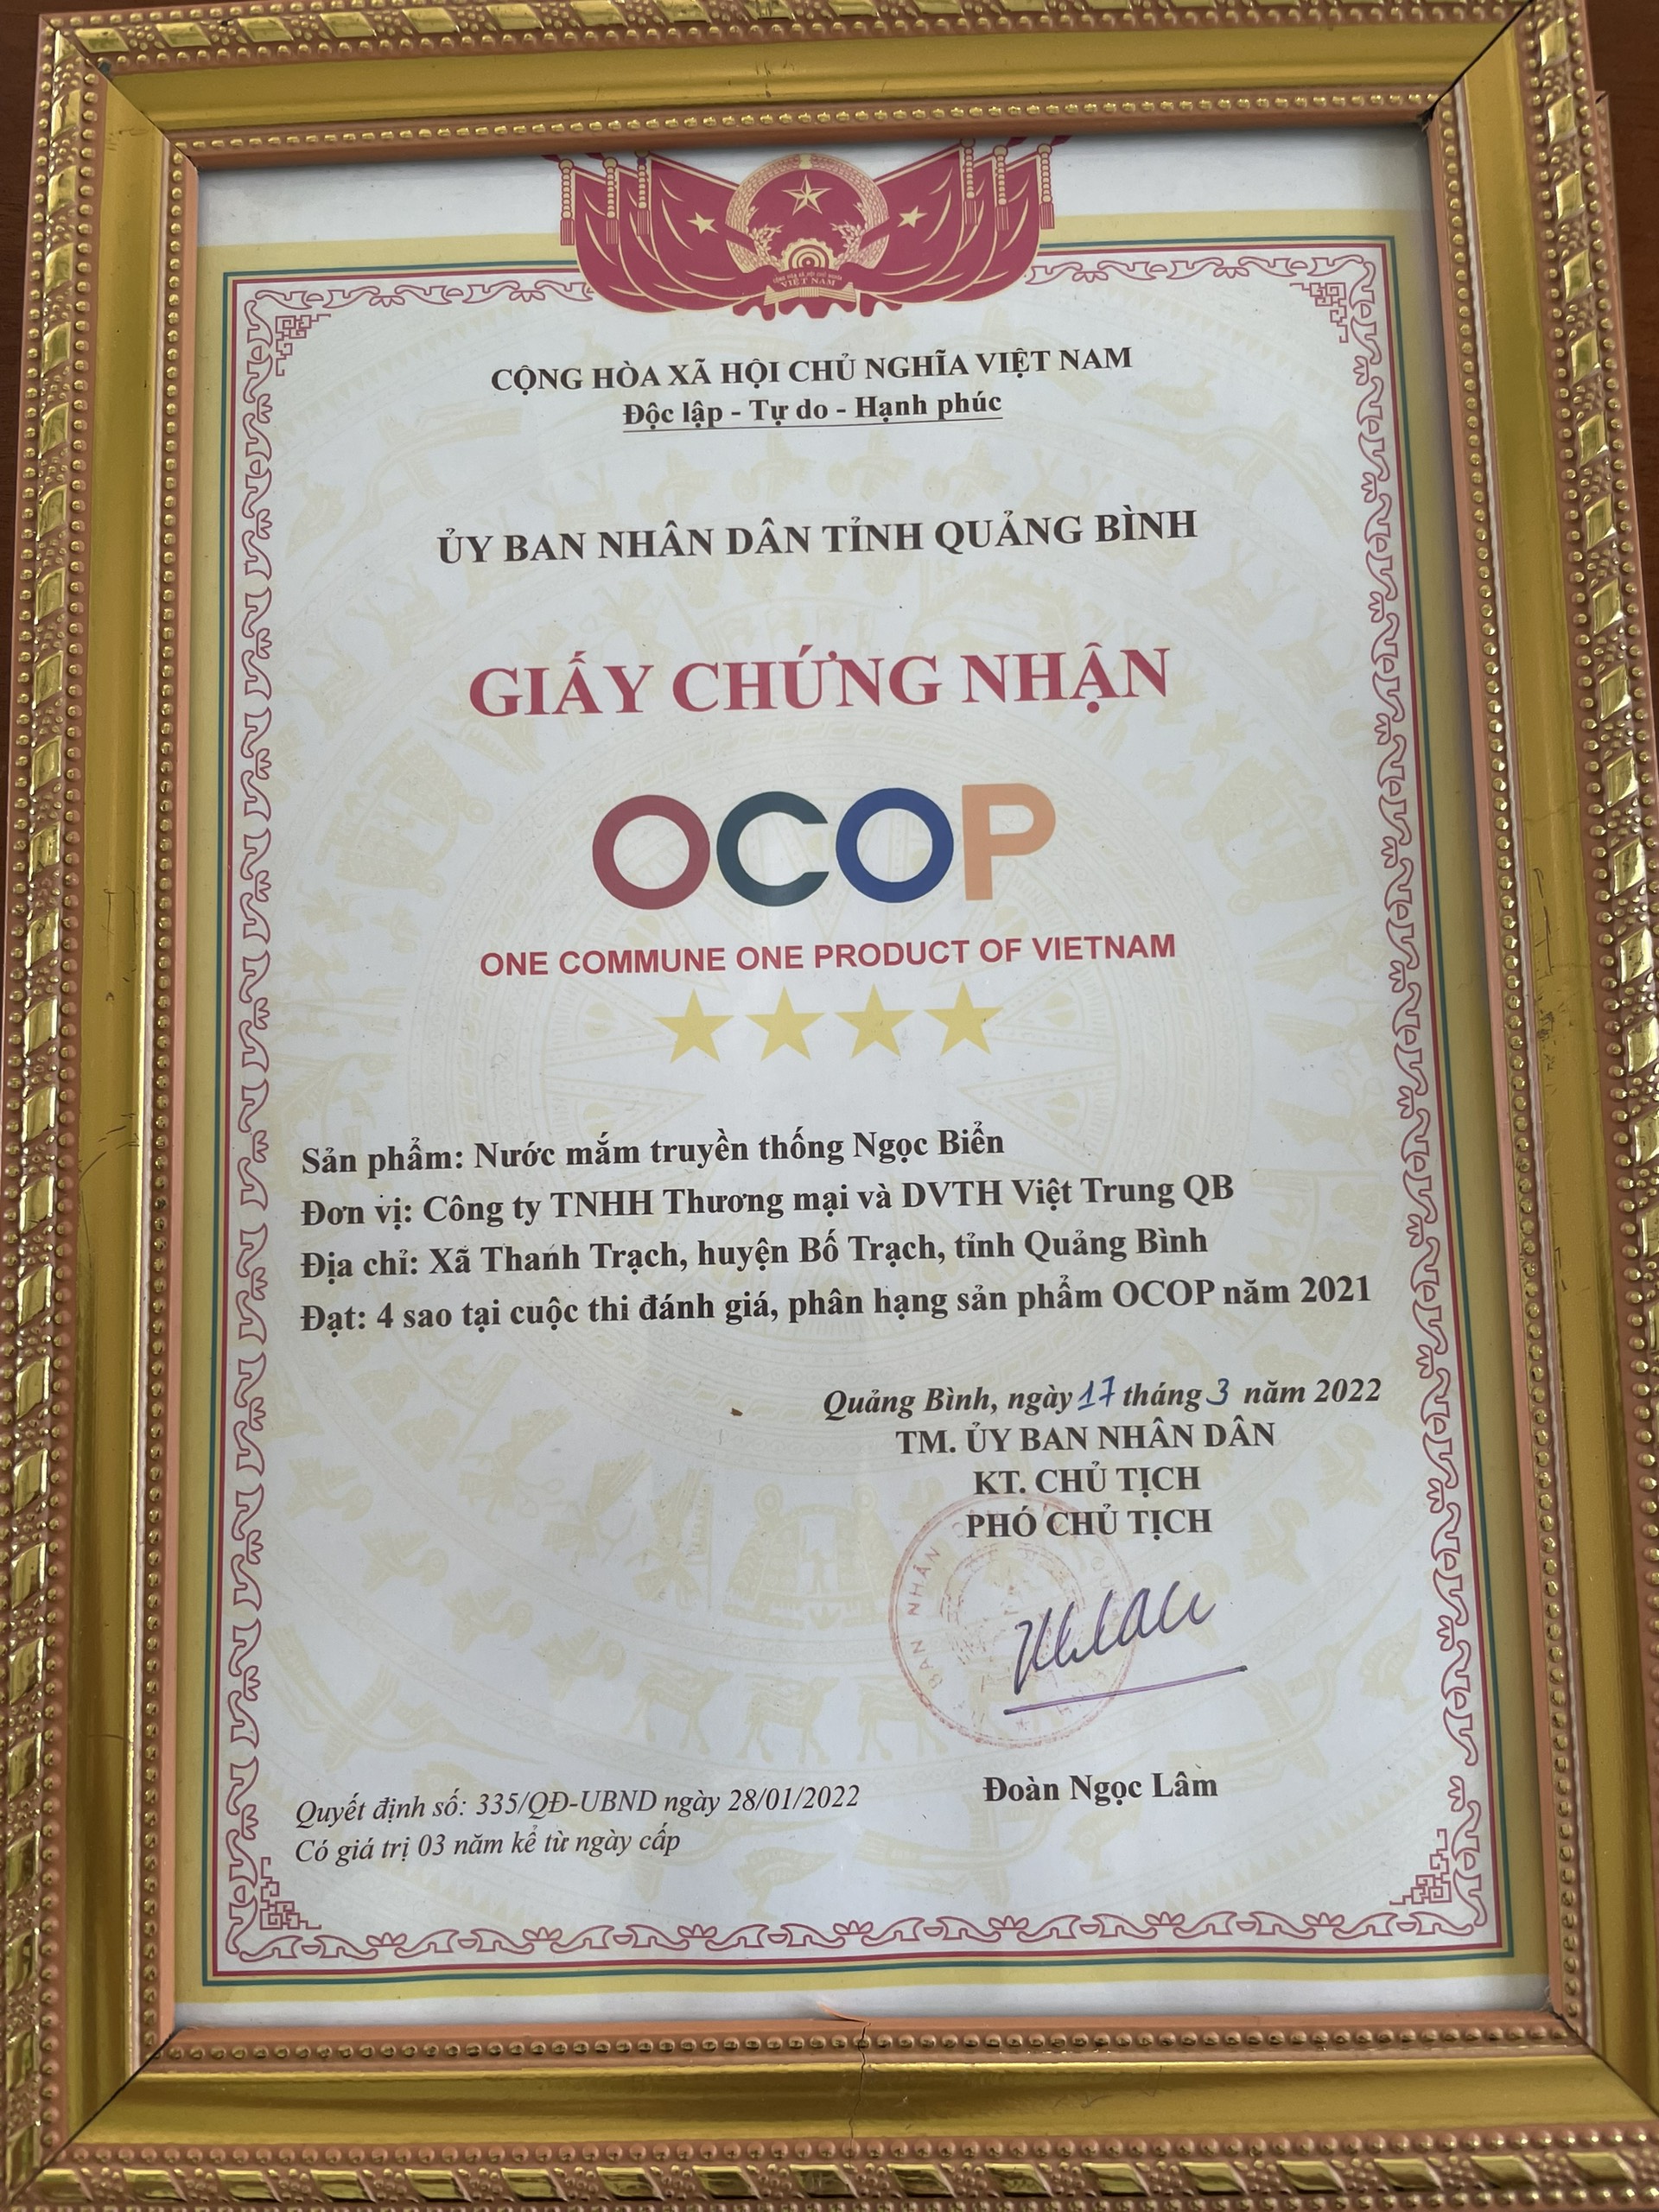 VIỆT NAM
CỘNG HÒA XÃ HỘI CHỦ NGHĨA VIỆT NAM
Độc lập - Tự do - Hạnh phúc
ỦY BAN NHÂN DÂN TỈNH QUẢNG BÌNH
GIẤY CHỨNG NHẬN
OCOP
ONE COMMUNE ONE PRODUCT OF VIETNAM
Sản phẩm: Nước mắm truyền thống Ngọc Biển
Đơn vị: Công ty TNHH Thương mại và DVTH Việt Trung QB
Địa chỉ: Xã Thanh Trạch, huyện Bố Trạch, tỉnh Quảng Bình
Đạt: 4 sao tại cuộc thi đánh giá, phân hạng sản phẩm OCOP năm 2021
Quảng Bình, ngày 17 tháng 3 năm 2022
TM. ỦY BAN NHÂN DÂN
KT. CHỦ TỊCH
PHÓ CHỦ TỊCH
BAN NHÂN
Đoàn Ngọc Lâm
Quyết định số: 335/QĐ-UBND ngày 28/01/2022
Có giá trị 03 năm kể từ ngày cấp